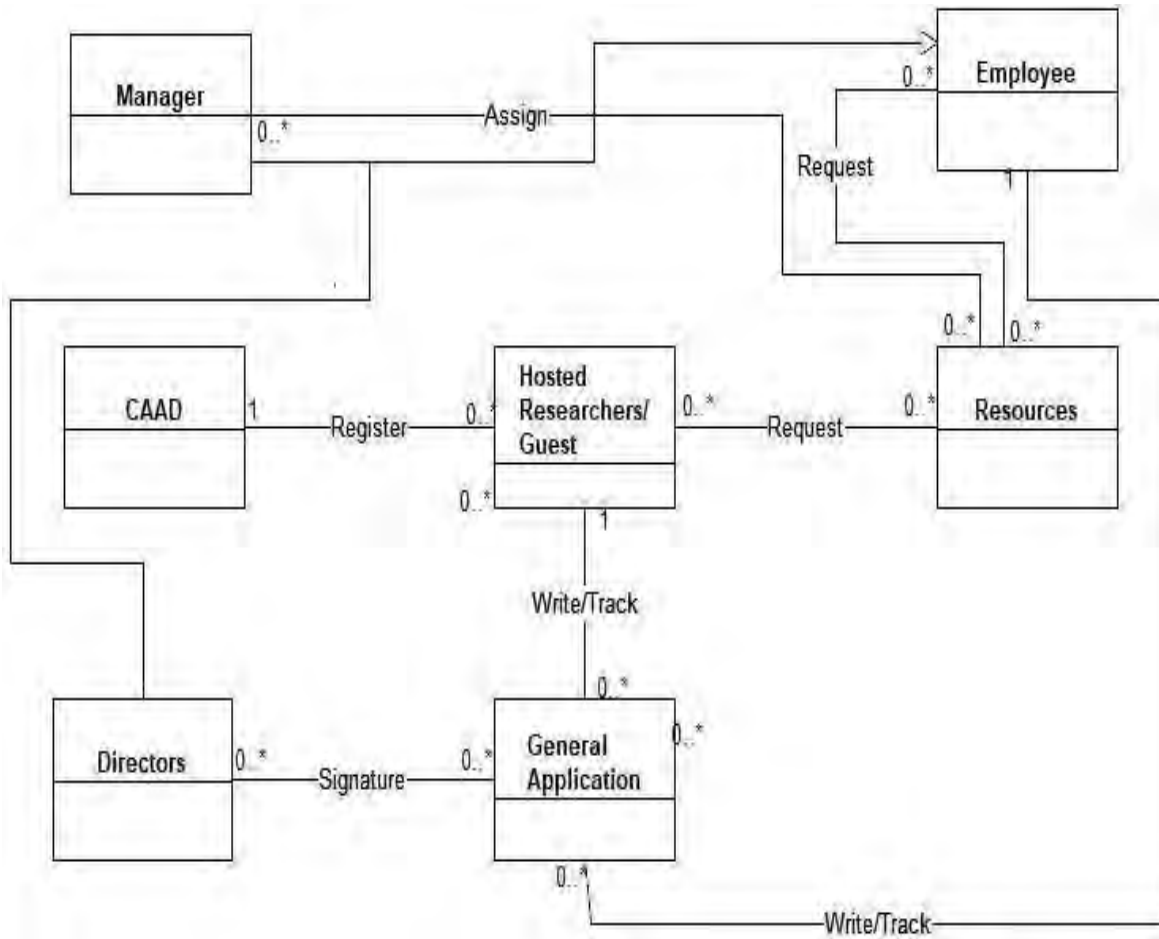 Manager
0..*
Assign
Employee
0..*
Request
1
0..*
0..*
CAAD
1
Register
0..*
Hosted
Researchers/
Guest
0..*
Request
0..*
Resources
0..*
1
Write/Track
0..*
Directors
0..*
Signature
0..*
General
Application
0..*
0..*
Write/Track